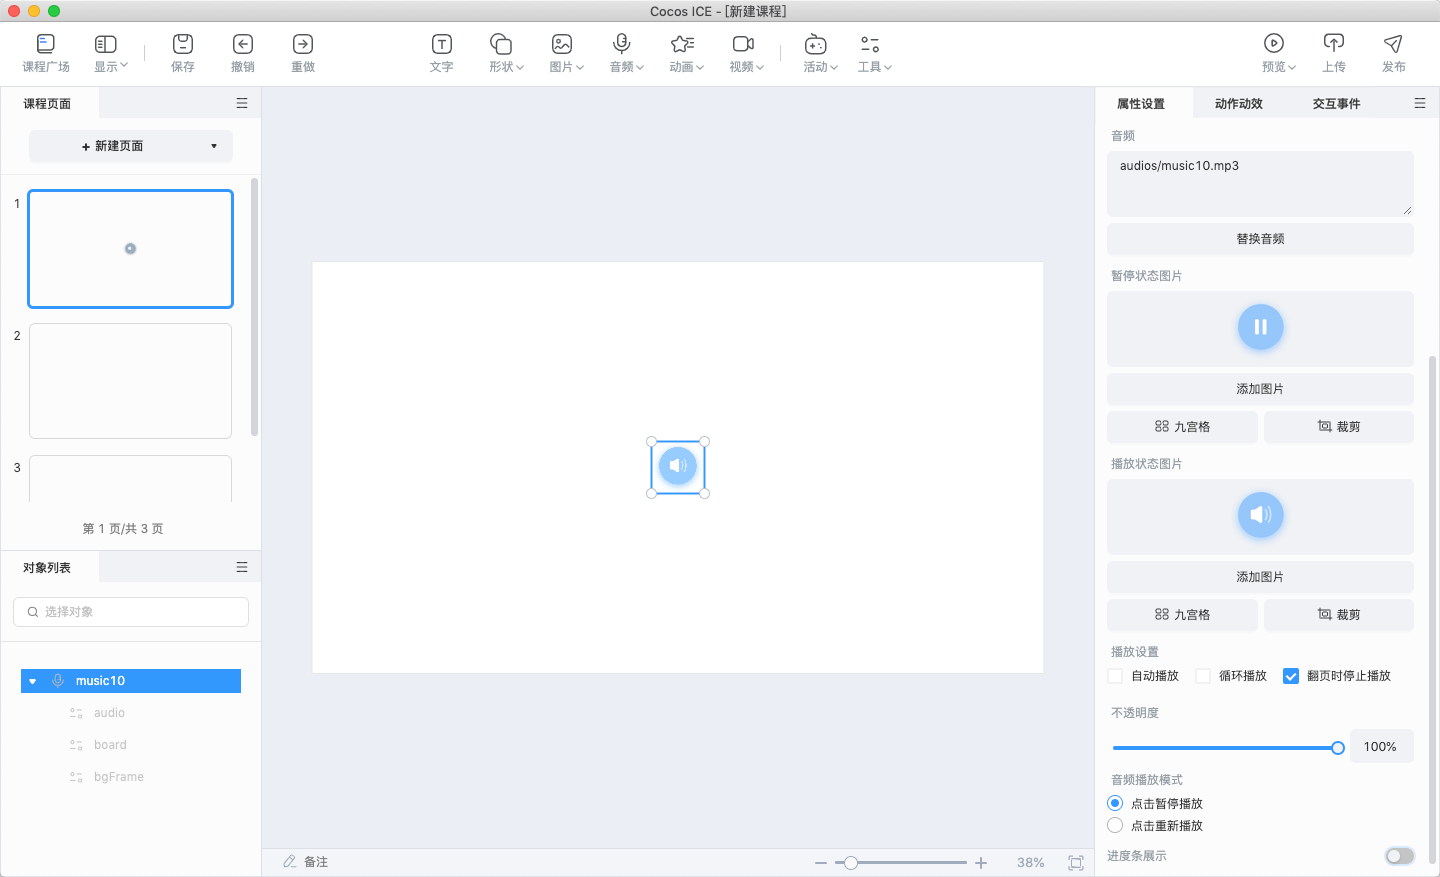 Cocos ICE - [新建课程]
课程广场 显示 保存 撤销 重做 文字 形状 图片 音频 动画 视频 活动 工具 预览 上传 发布
课程页面
+ 新建页面
1
2
3
第 1 页/共 3 页
对象列表
选择对象
music10
audio
board
bgFrame
备注
38%
属性设置 动作动效 交互事件
音频
audios/music10.mp3
替换音频
暂停状态图片
添加图片
九宫格 裁剪
播放状态图片
添加图片
九宫格 裁剪
播放设置
自动播放 循环播放 翻页时停止播放
不透明度
100%
音频播放模式
点击暂停播放
点击重新播放
进度条展示